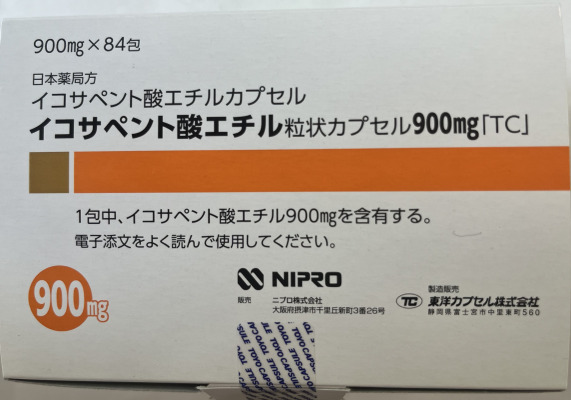 900mg×84包
日本薬局方
イコサペント酸エチルカプセル
イコサペント酸エチル粒状カプセル900mg「TC」
1包中、イコサペント酸エチル900mgを含有する。
電子添文をよく読んで使用してください。
900mg
NIPRO
販売 ニプロ株式会社
大阪府摂津市千里丘新町3番26号
製造販売
TC 東洋カプセル株式会社
静岡県富士宮市中里東町560
TOYO CAPSULE